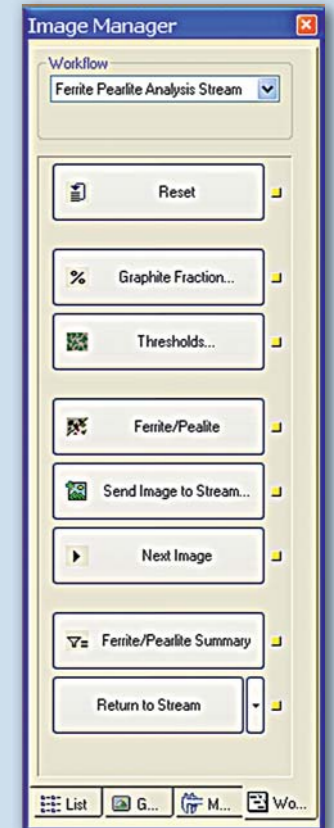 Image Manager
Workflow
Ferrite Pearlite Analysis Stream
Reset
% Graphite Fraction...
Thresholds...
Ferrite/Pealite
Send Image to Stream...
Next Image
Ferrite/Pearlite Summary
Return to Stream
List G... M... Wo...